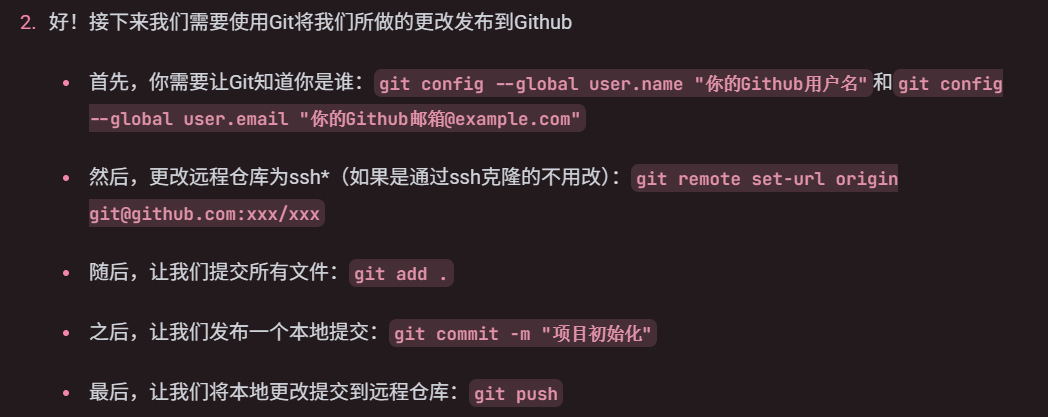 2. 好！接下来我们需要使用Git将我们所做的更改发布到Github
• 首先，你需要让Git知道你是谁：git config --global user.name "你的Github用户名"和git config
--global user.email "你的Github邮箱@example.com"
• 然后，更改远程仓库为ssh*（如果是通过ssh克隆的不用改）：git remote set-url origin
git@github.com:xxx/xxx
• 随后，让我们提交所有文件：git add .
• 之后，让我们发布一个本地提交：git commit -m "项目初始化"
• 最后，让我们将本地更改提交到远程仓库：git push